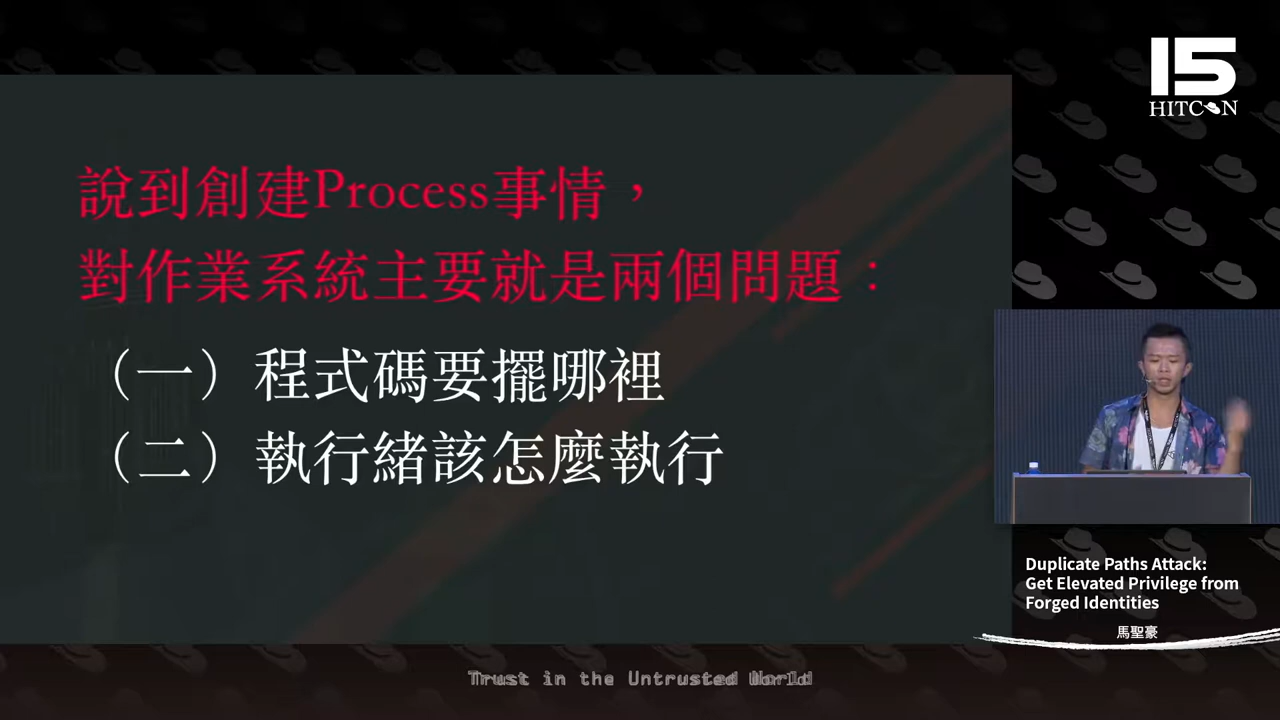 15
HITCON
說到創建Process事情，
對作業系統主要就是兩個問題：
（一）程式碼要擺哪裡
（二）執行緒該怎麼執行
Duplicate Paths Attack:
Get Elevated Privilege from
Forged Identities
馬聖豪
Trust in the Untrusted World